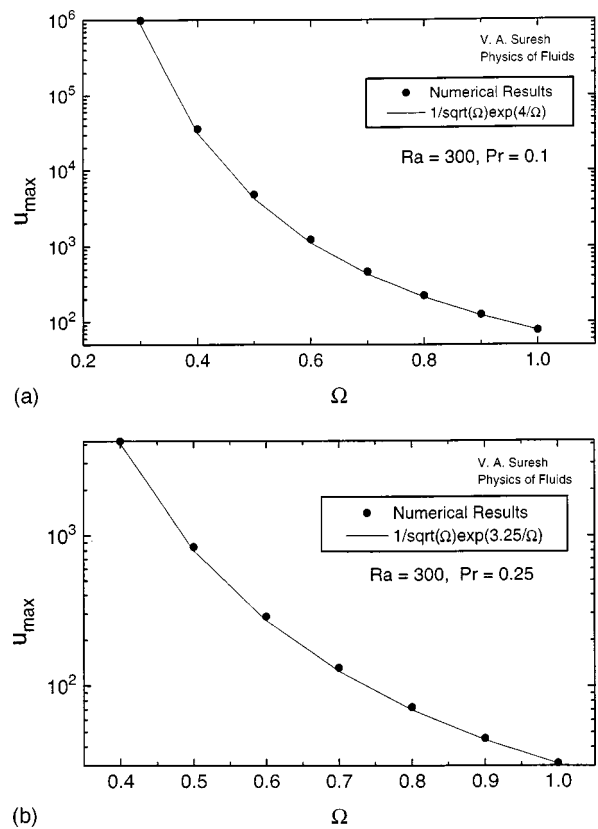 10^6
10^5
10^4
10^3
10^2
u_max
V. A. Suresh
Physics of Fluids
Numerical Results
1/sqrt(Ω)exp(4/Ω)
Ra = 300, Pr = 0.1
0.2 0.4 0.6 0.8 1.0
(a)
Ω
10^3
10^2
u_max
V. A. Suresh
Physics of Fluids
Numerical Results
1/sqrt(Ω)exp(3.25/Ω)
Ra = 300, Pr = 0.25
0.4 0.5 0.6 0.7 0.8 0.9 1.0
(b)
Ω